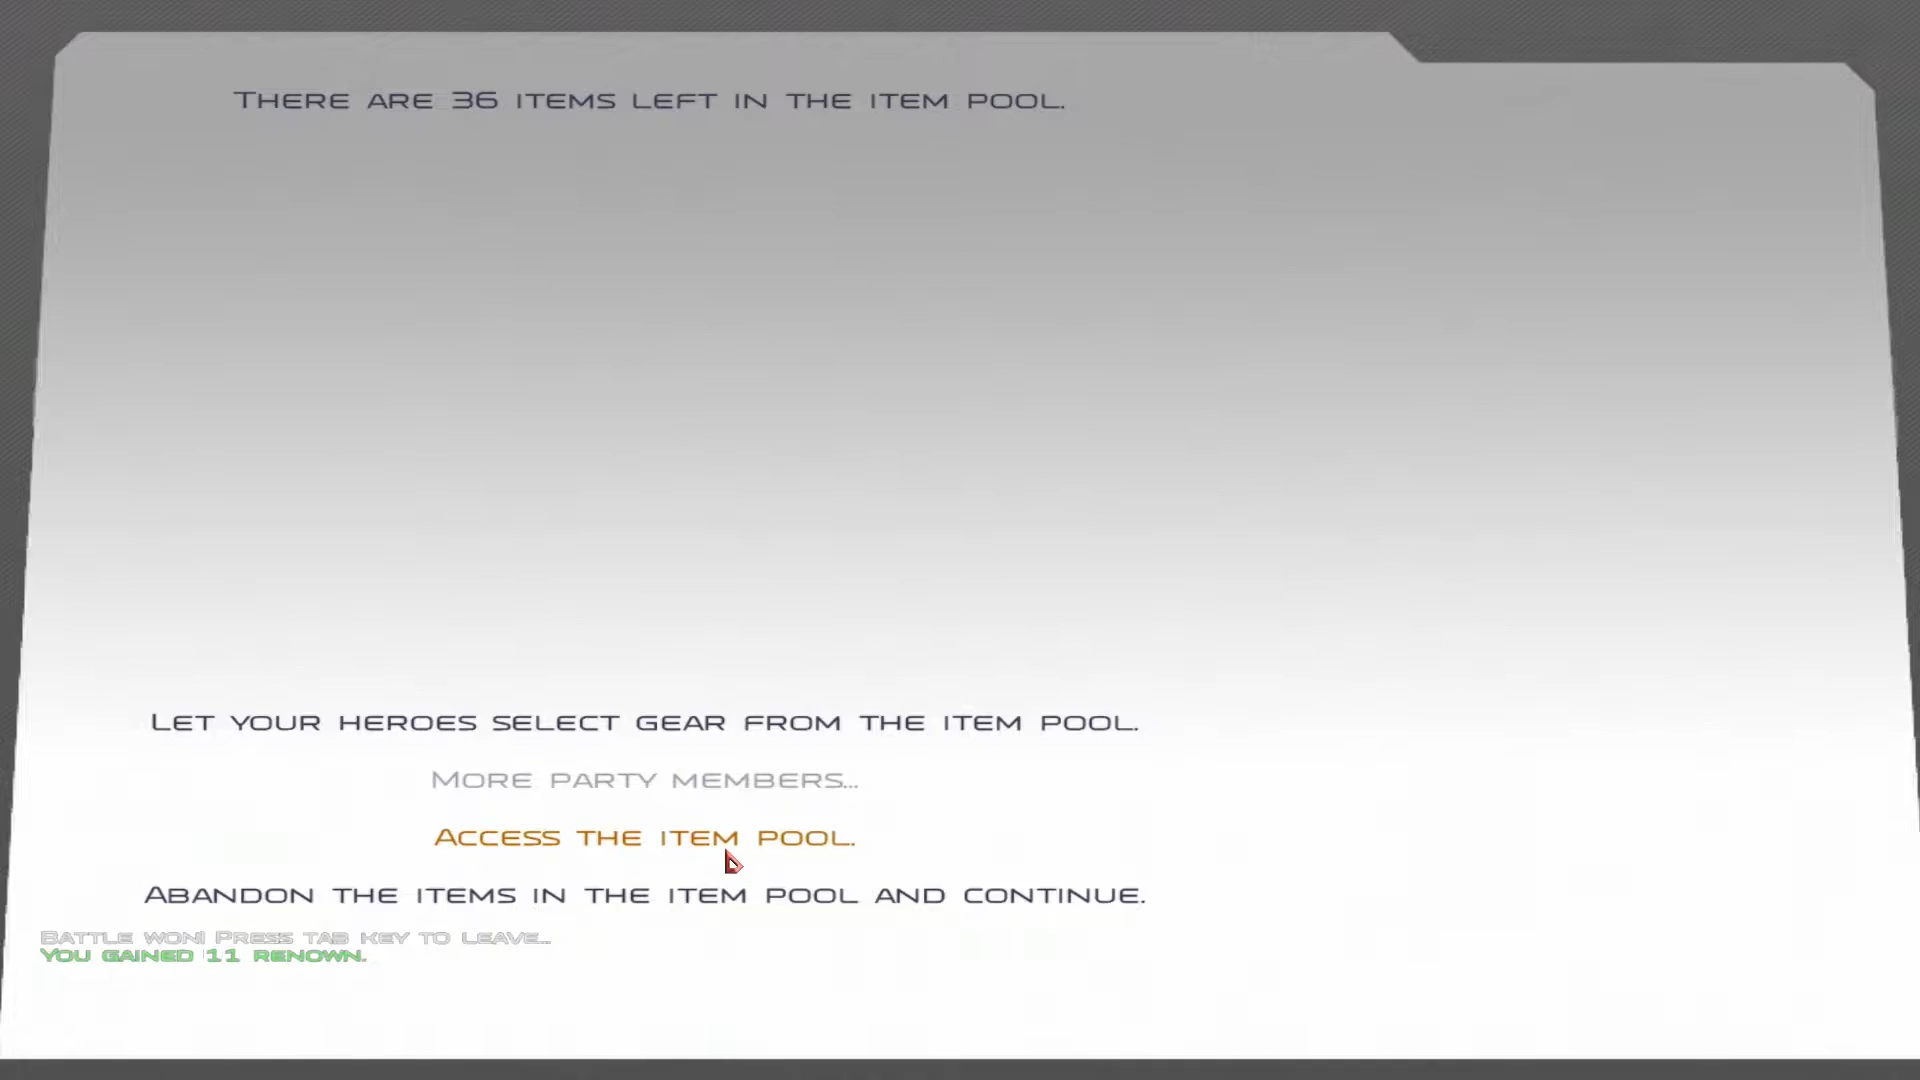 There are 36 items left in the item pool.
Let your heroes select gear from the item pool.
More party members...
Access the item pool.
Abandon the items in the item pool and continue.
Battle won! Press tab key to leave...
You gained 11 renown.